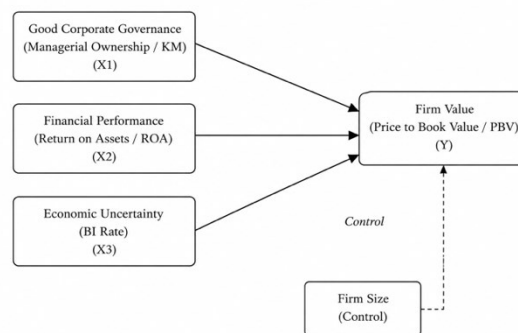 Good Corporate Governance
(Managerial Ownership / KM)
(X1)
Financial Performance
(Return on Assets / ROA)
(X2)
Economic Uncertainty
(BI Rate)
(X3)
Firm Value
(Price to Book Value / PBV)
(Y)
Control
Firm Size
(Control)